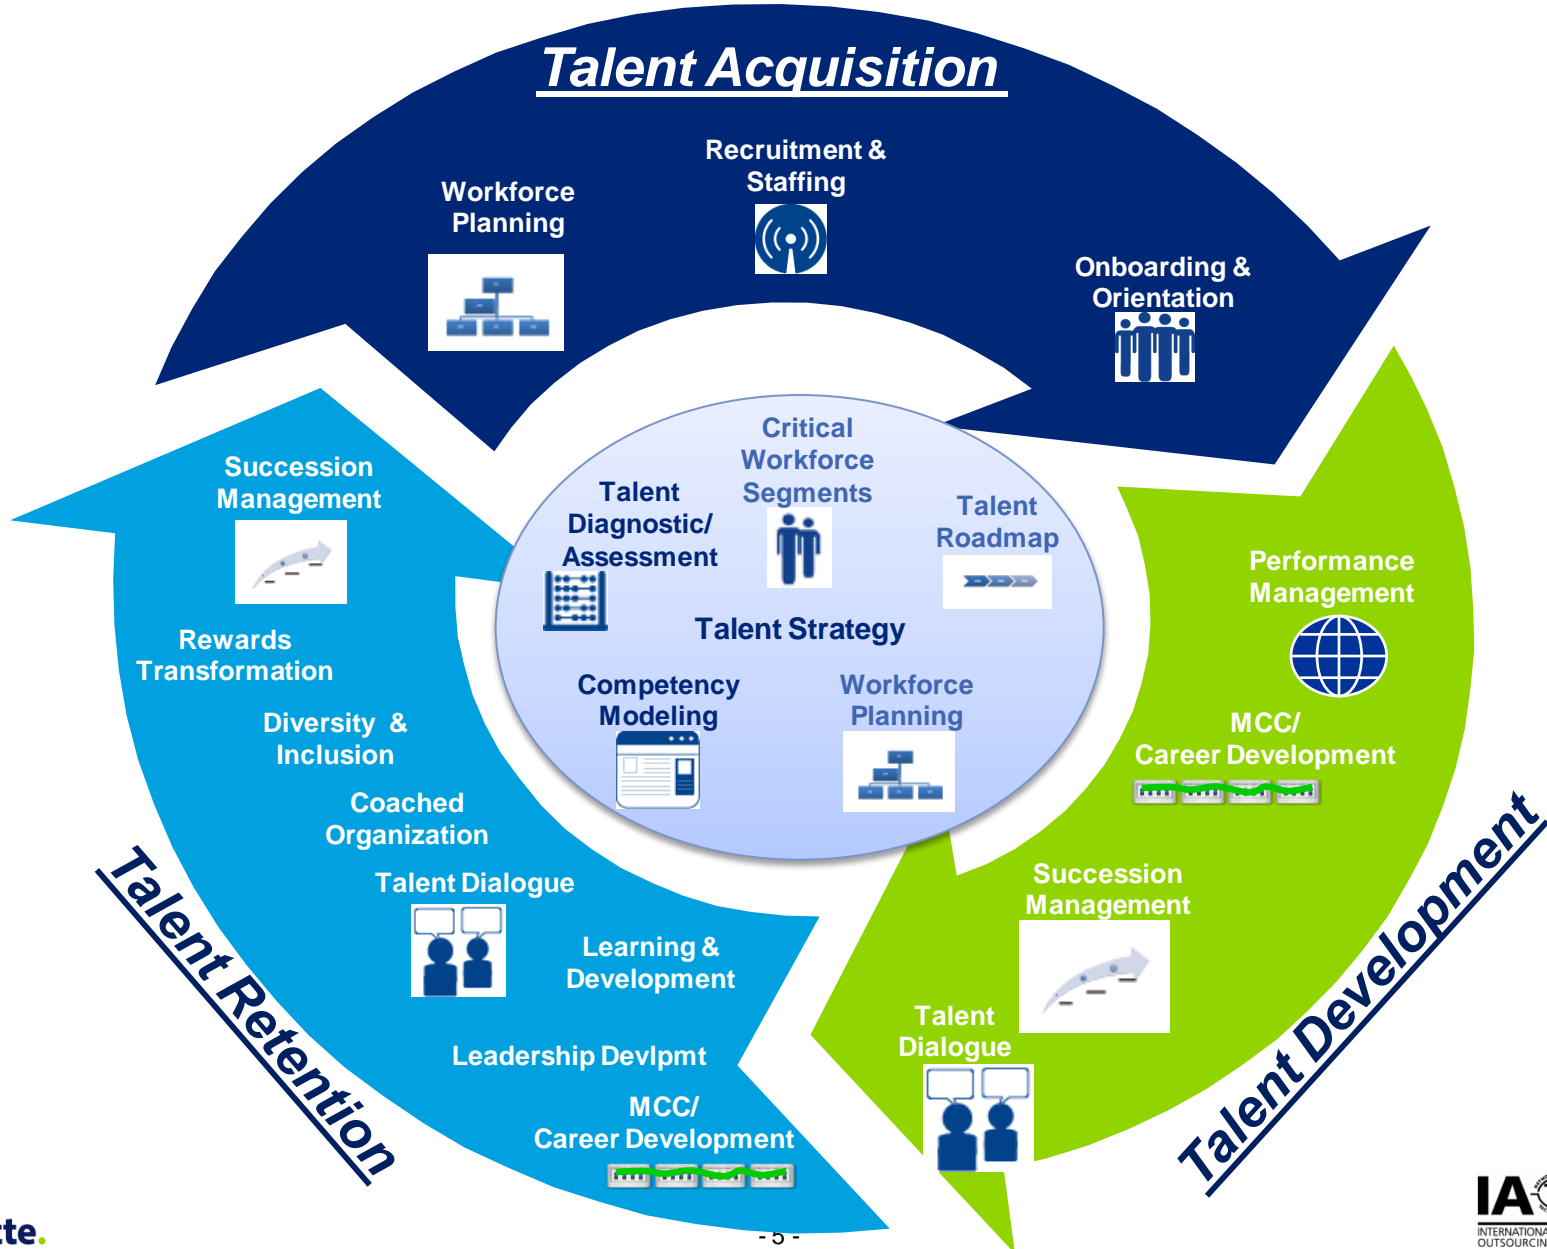 Talent Acquisition
Recruitment &
Staffing
Workforce
Planning
Onboarding &
Orientation
Critical
Workforce
Segments
Talent
Diagnostic/
Assessment
Talent
Roadmap
Talent Strategy
Competency
Modeling
Workforce
Planning
Performance
Management
MCC/
Career Development
Succession
Management
Talent
Dialogue
Talent Development
Succession
Management
Rewards
Transformation
Diversity &
Inclusion
Coached
Organization
Talent Dialogue
Learning &
Development
Leadership Devlpmt
MCC/
Career Development
Talent Retention
tte.
- 5 -
IA
INTERNATIONA
OUTSOURCIN